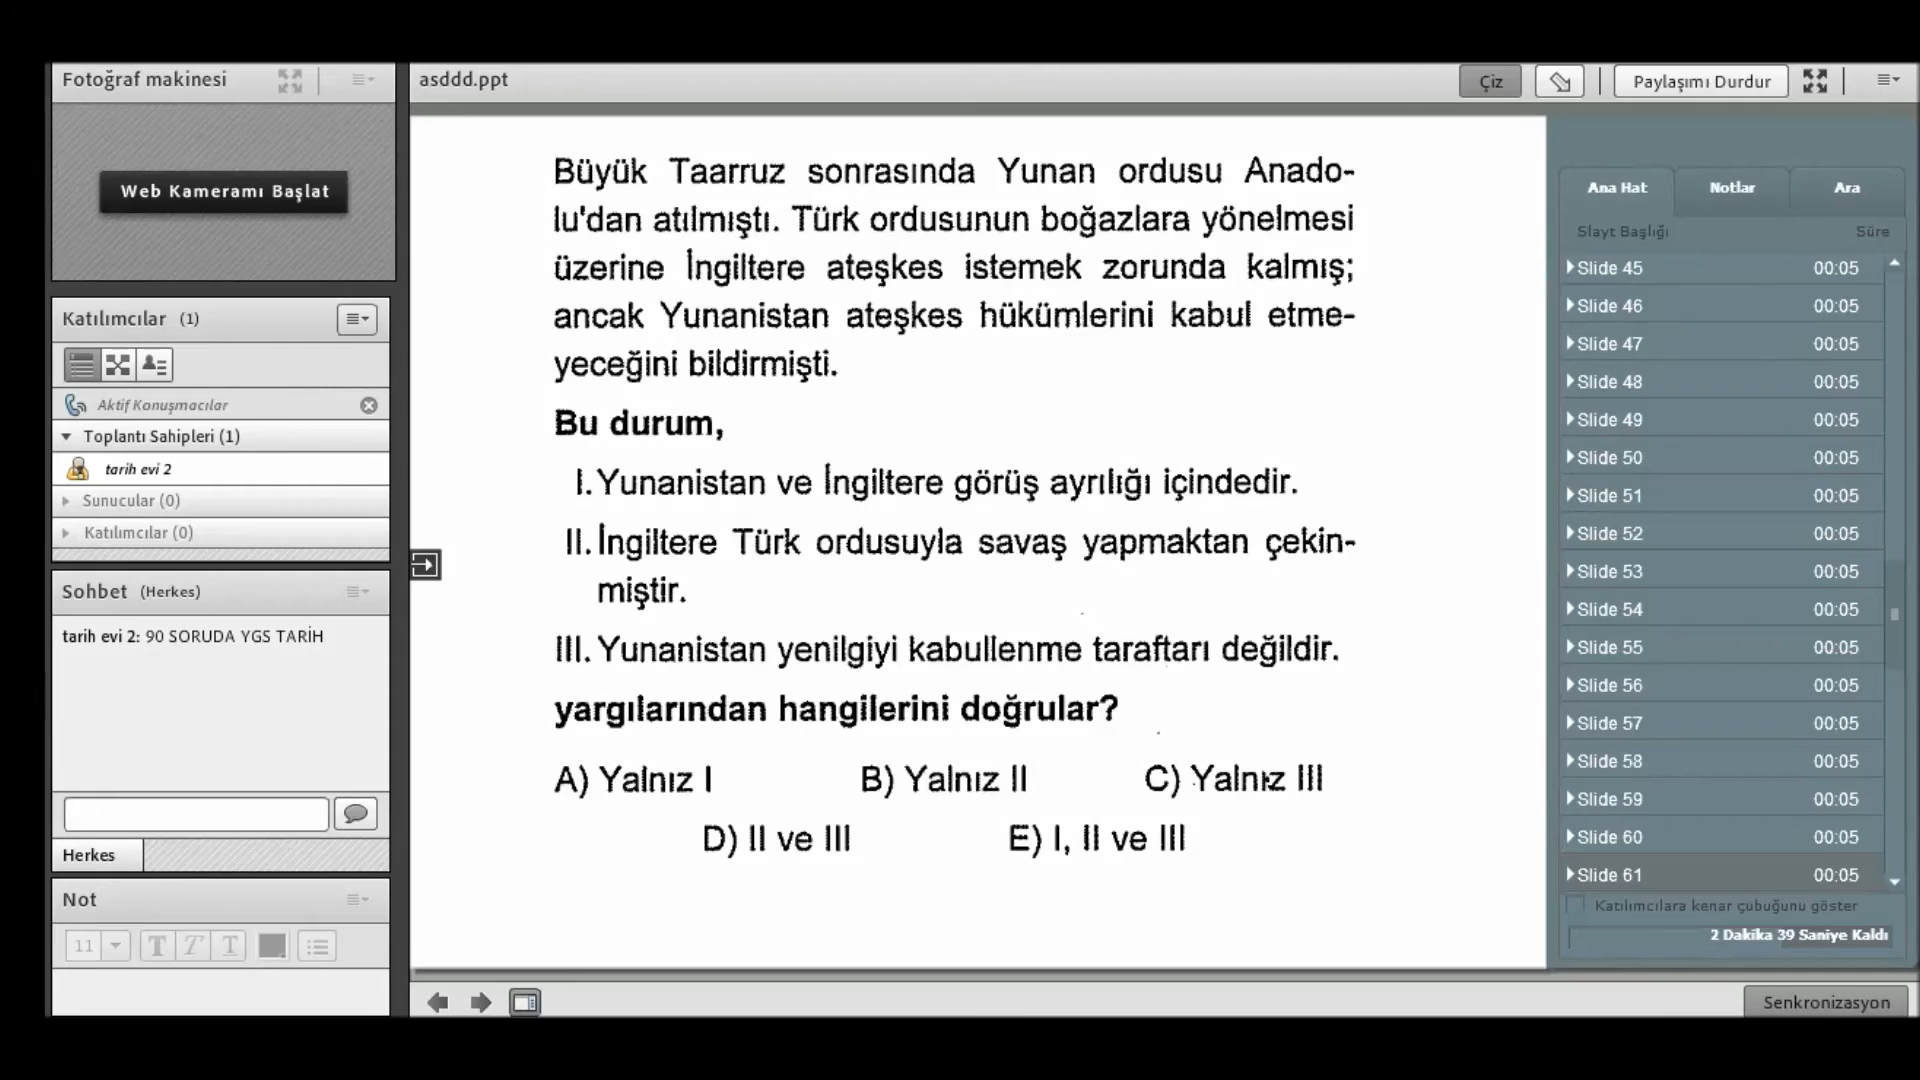 Fotoğraf makinesi
Web Kameramı Başlat
Katılımcılar (1)
Aktif Konuşmacılar
Toplantı Sahipleri (1)
tarih evi 2
Sunucular (0)
Katılımcılar (0)
Sohbet (Herkes)
tarih evi 2: 90 SORUDA YGS TARİH
Herkes
Not
11
T T T
asddd.ppt
Çiz
Paylaşımı Durdur
Büyük Taarruz sonrasında Yunan ordusu Anado-
lu'dan atılmıştı. Türk ordusunun boğazlara yönelmesi
üzerine İngiltere ateşkes istemek zorunda kalmış;
ancak Yunanistan ateşkes hükümlerini kabul etme-
yeceğini bildirmişti.
Bu durum,
I. Yunanistan ve İngiltere görüş ayrılığı içindedir.
II. İngiltere Türk ordusuyla savaş yapmaktan çekin-
miştir.
III. Yunanistan yenilgiyi kabullenme taraftarı değildir.
yargılarından hangilerini doğrular?
A) Yalnız I B) Yalnız II C) Yalnız III
D) II ve III E) I, II ve III
Ana Hat Notlar Ara
Slayt Başlığı Süre
Slide 45 00:05
Slide 46 00:05
Slide 47 00:05
Slide 48 00:05
Slide 49 00:05
Slide 50 00:05
Slide 51 00:05
Slide 52 00:05
Slide 53 00:05
Slide 54 00:05
Slide 55 00:05
Slide 56 00:05
Slide 57 00:05
Slide 58 00:05
Slide 59 00:05
Slide 60 00:05
Slide 61 00:05
Katılımcılara kenar çubuğunu göster
2 Dakika 39 Saniye Kaldı
Senkronizasyon